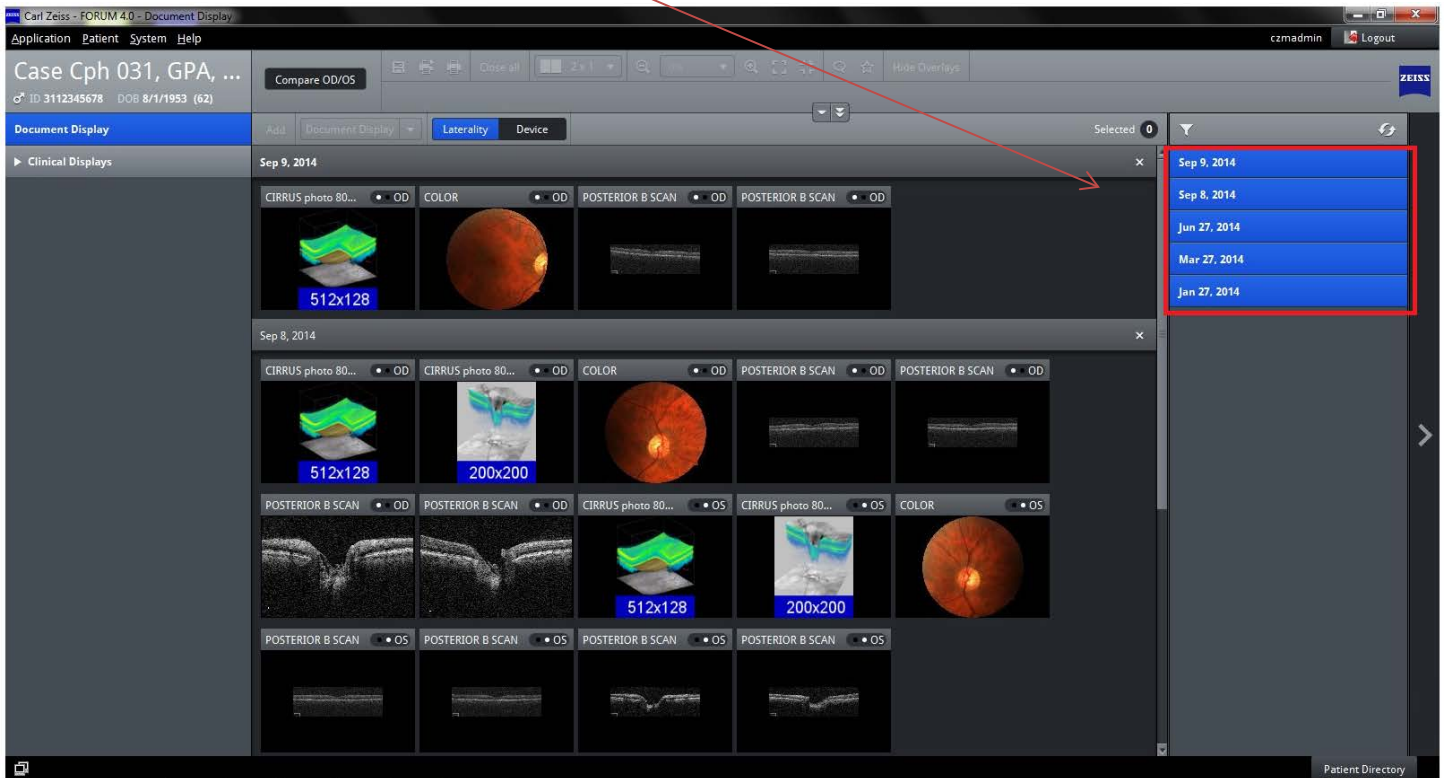 Carl Zeiss - FORUM 4.0 - Document Display
Application Patient System Help
czmadmin Logout
Case Cph 031, GPA, ...
ID 3112345678 DOB 8/1/1953 (62)
Compare OD/OS
Close all 2 x 1 Hide Overlays
ZEISS
Document Display
Add Document Display Laterality Device
Selected 0
Clinical Displays
Sep 9, 2014
CIRRUS photo 80... OD COLOR OD POSTERIOR B SCAN OD POSTERIOR B SCAN OD
512x128
Sep 8, 2014
CIRRUS photo 80... OD CIRRUS photo 80... OD COLOR OD POSTERIOR B SCAN OD POSTERIOR B SCAN OD
512x128 200x200
POSTERIOR B SCAN OD POSTERIOR B SCAN OD CIRRUS photo 80... OS CIRRUS photo 80... OS COLOR OS
512x128 200x200
POSTERIOR B SCAN OS POSTERIOR B SCAN OS POSTERIOR B SCAN OS POSTERIOR B SCAN OS
Sep 9, 2014
Sep 8, 2014
Jun 27, 2014
Mar 27, 2014
Jan 27, 2014
Patient Directory